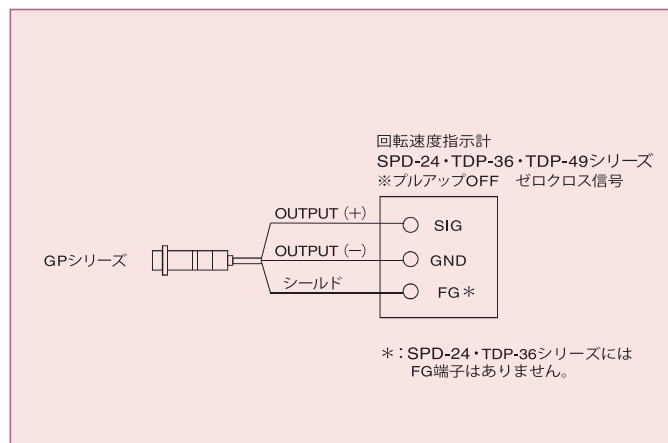 回転速度指示計
SPD-24・TDP-36・TDP-49シリーズ
※プルアップOFF　ゼロクロス信号
OUTPUT（+）
SIG
GPシリーズ
OUTPUT（−）
GND
シールド
FG＊
＊：SPD-24・TDP-36シリーズには
FG端子はありません。